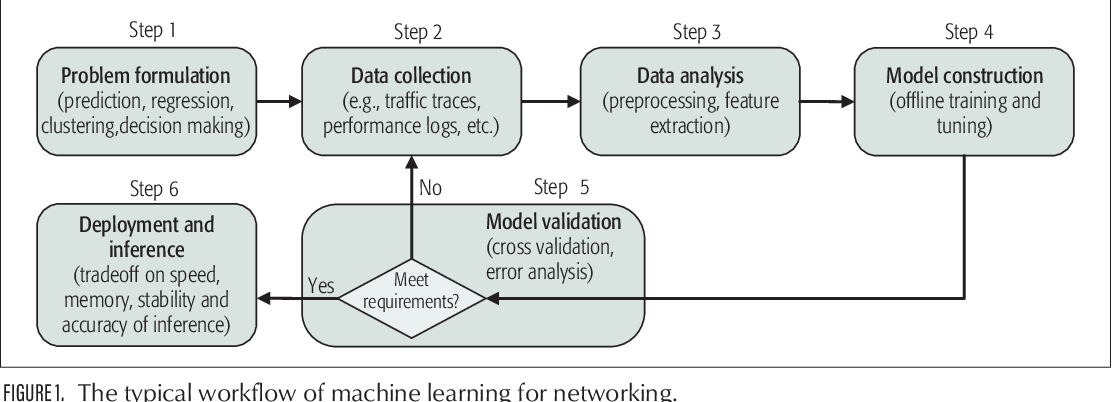 Step 1
Problem formulation
(prediction, regression,
clustering,decision making)
Step 2
Data collection
(e.g., traffic traces,
performance logs, etc.)
Step 3
Data analysis
(preprocessing, feature
extraction)
Step 4
Model construction
(offline training and
tuning)
No
Step 5
Model validation
(cross validation,
error analysis)
Meet
requirements?
Yes
Step 6
Deployment and
inference
(tradeoff on speed,
memory, stability and
accuracy of inference)
FIGURE1. The typical workflow of machine learning for networking.